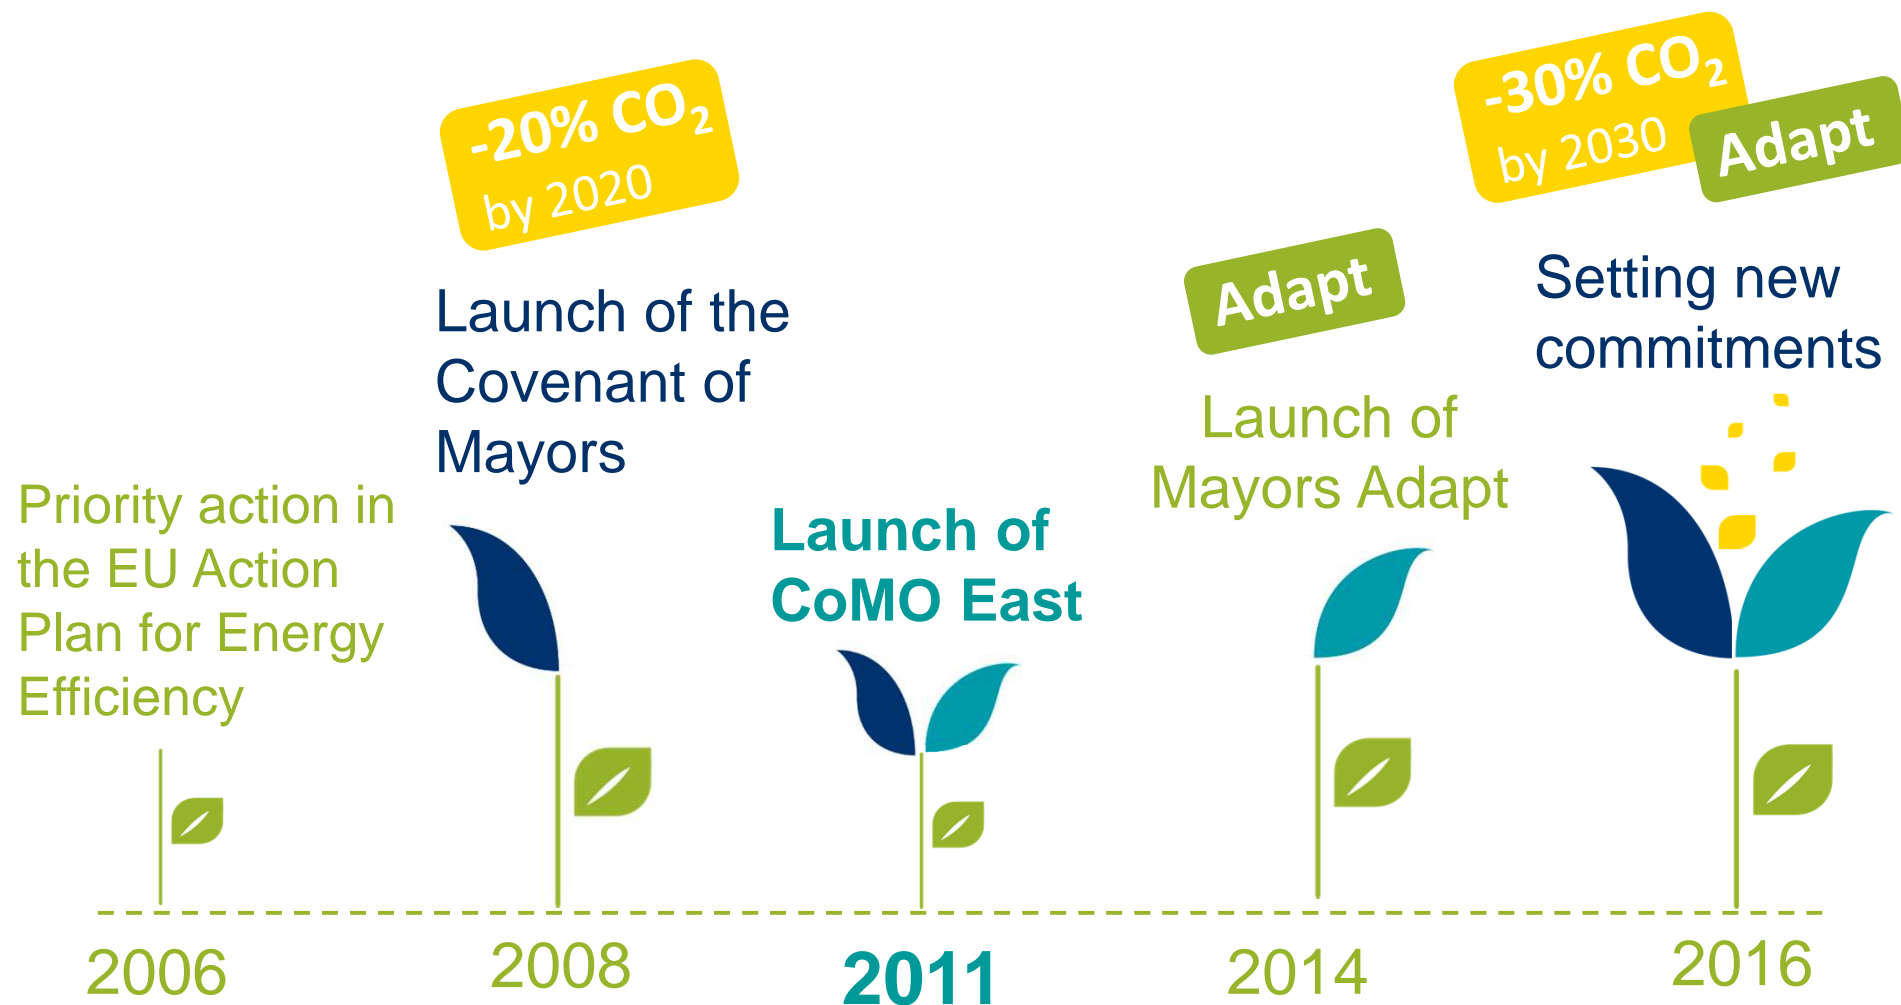 Priority action in
the EU Action
Plan for Energy
Efficiency
2006
-20% CO₂
by 2020
Launch of the
Covenant of
Mayors
2008
Launch of
CoMO East
2011
Adapt
Launch of
Mayors Adapt
2014
-30% CO₂
by 2030
Adapt
Setting new
commitments
2016